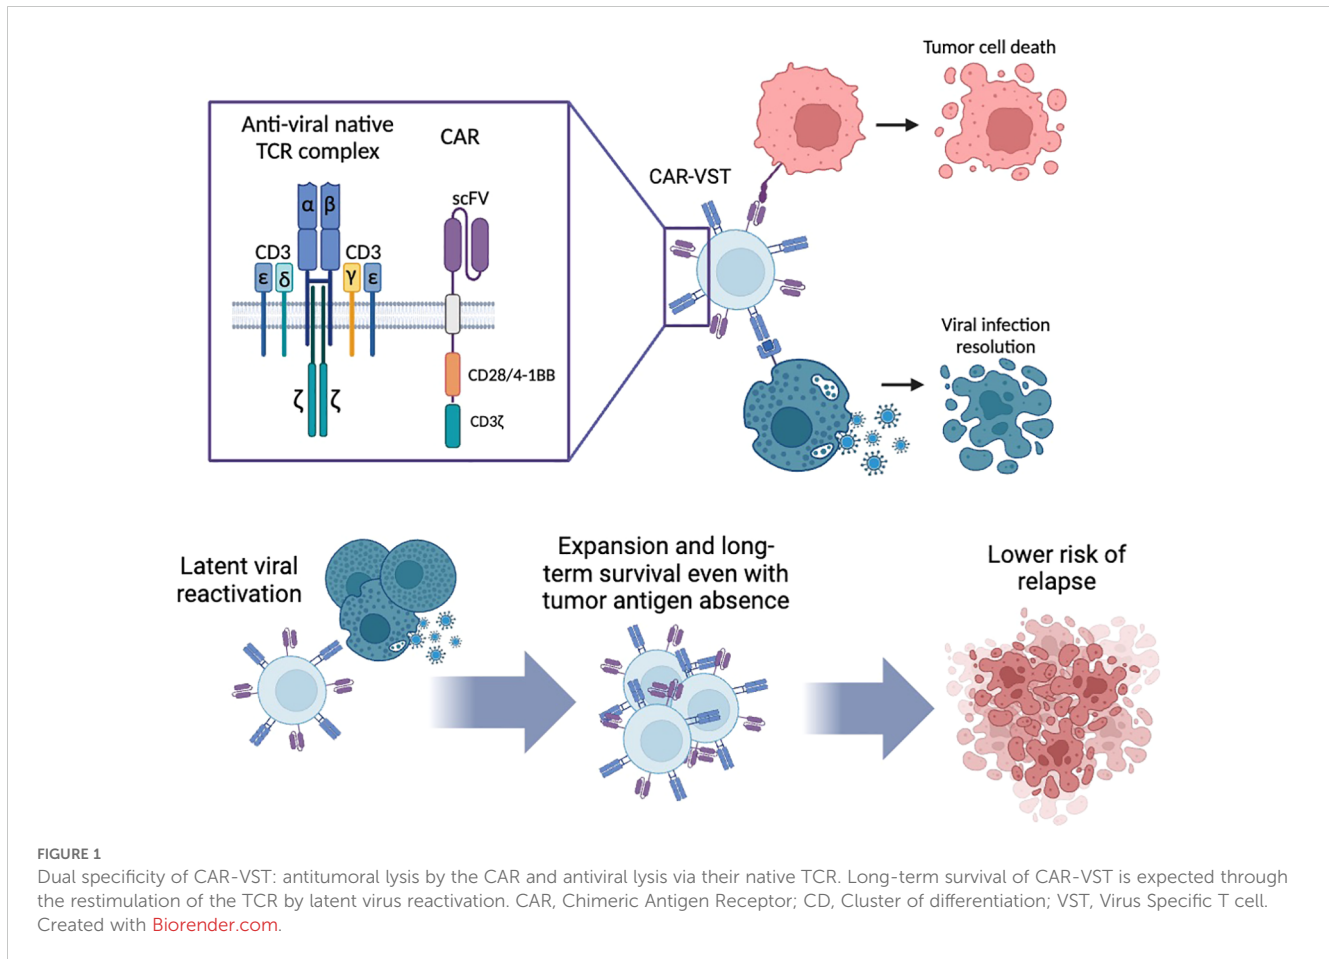 Tumor cell death
Anti-viral native
TCR complex
CAR
CAR-VST
scFV
α
β
CD3
CD3
ε
δ
γ
ε
ζ
ζ
CD28/4-1BB
CD3ζ
Viral infection
resolution
Latent viral
reactivation
Expansion and long-
term survival even with
tumor antigen absence
Lower risk of
relapse
FIGURE 1
Dual specificity of CAR-VST: antitumoral lysis by the CAR and antiviral lysis via their native TCR. Long-term survival of CAR-VST is expected through
the restimulation of the TCR by latent virus reactivation. CAR, Chimeric Antigen Receptor; CD, Cluster of differentiation; VST, Virus Specific T cell.
Created with Biorender.com.